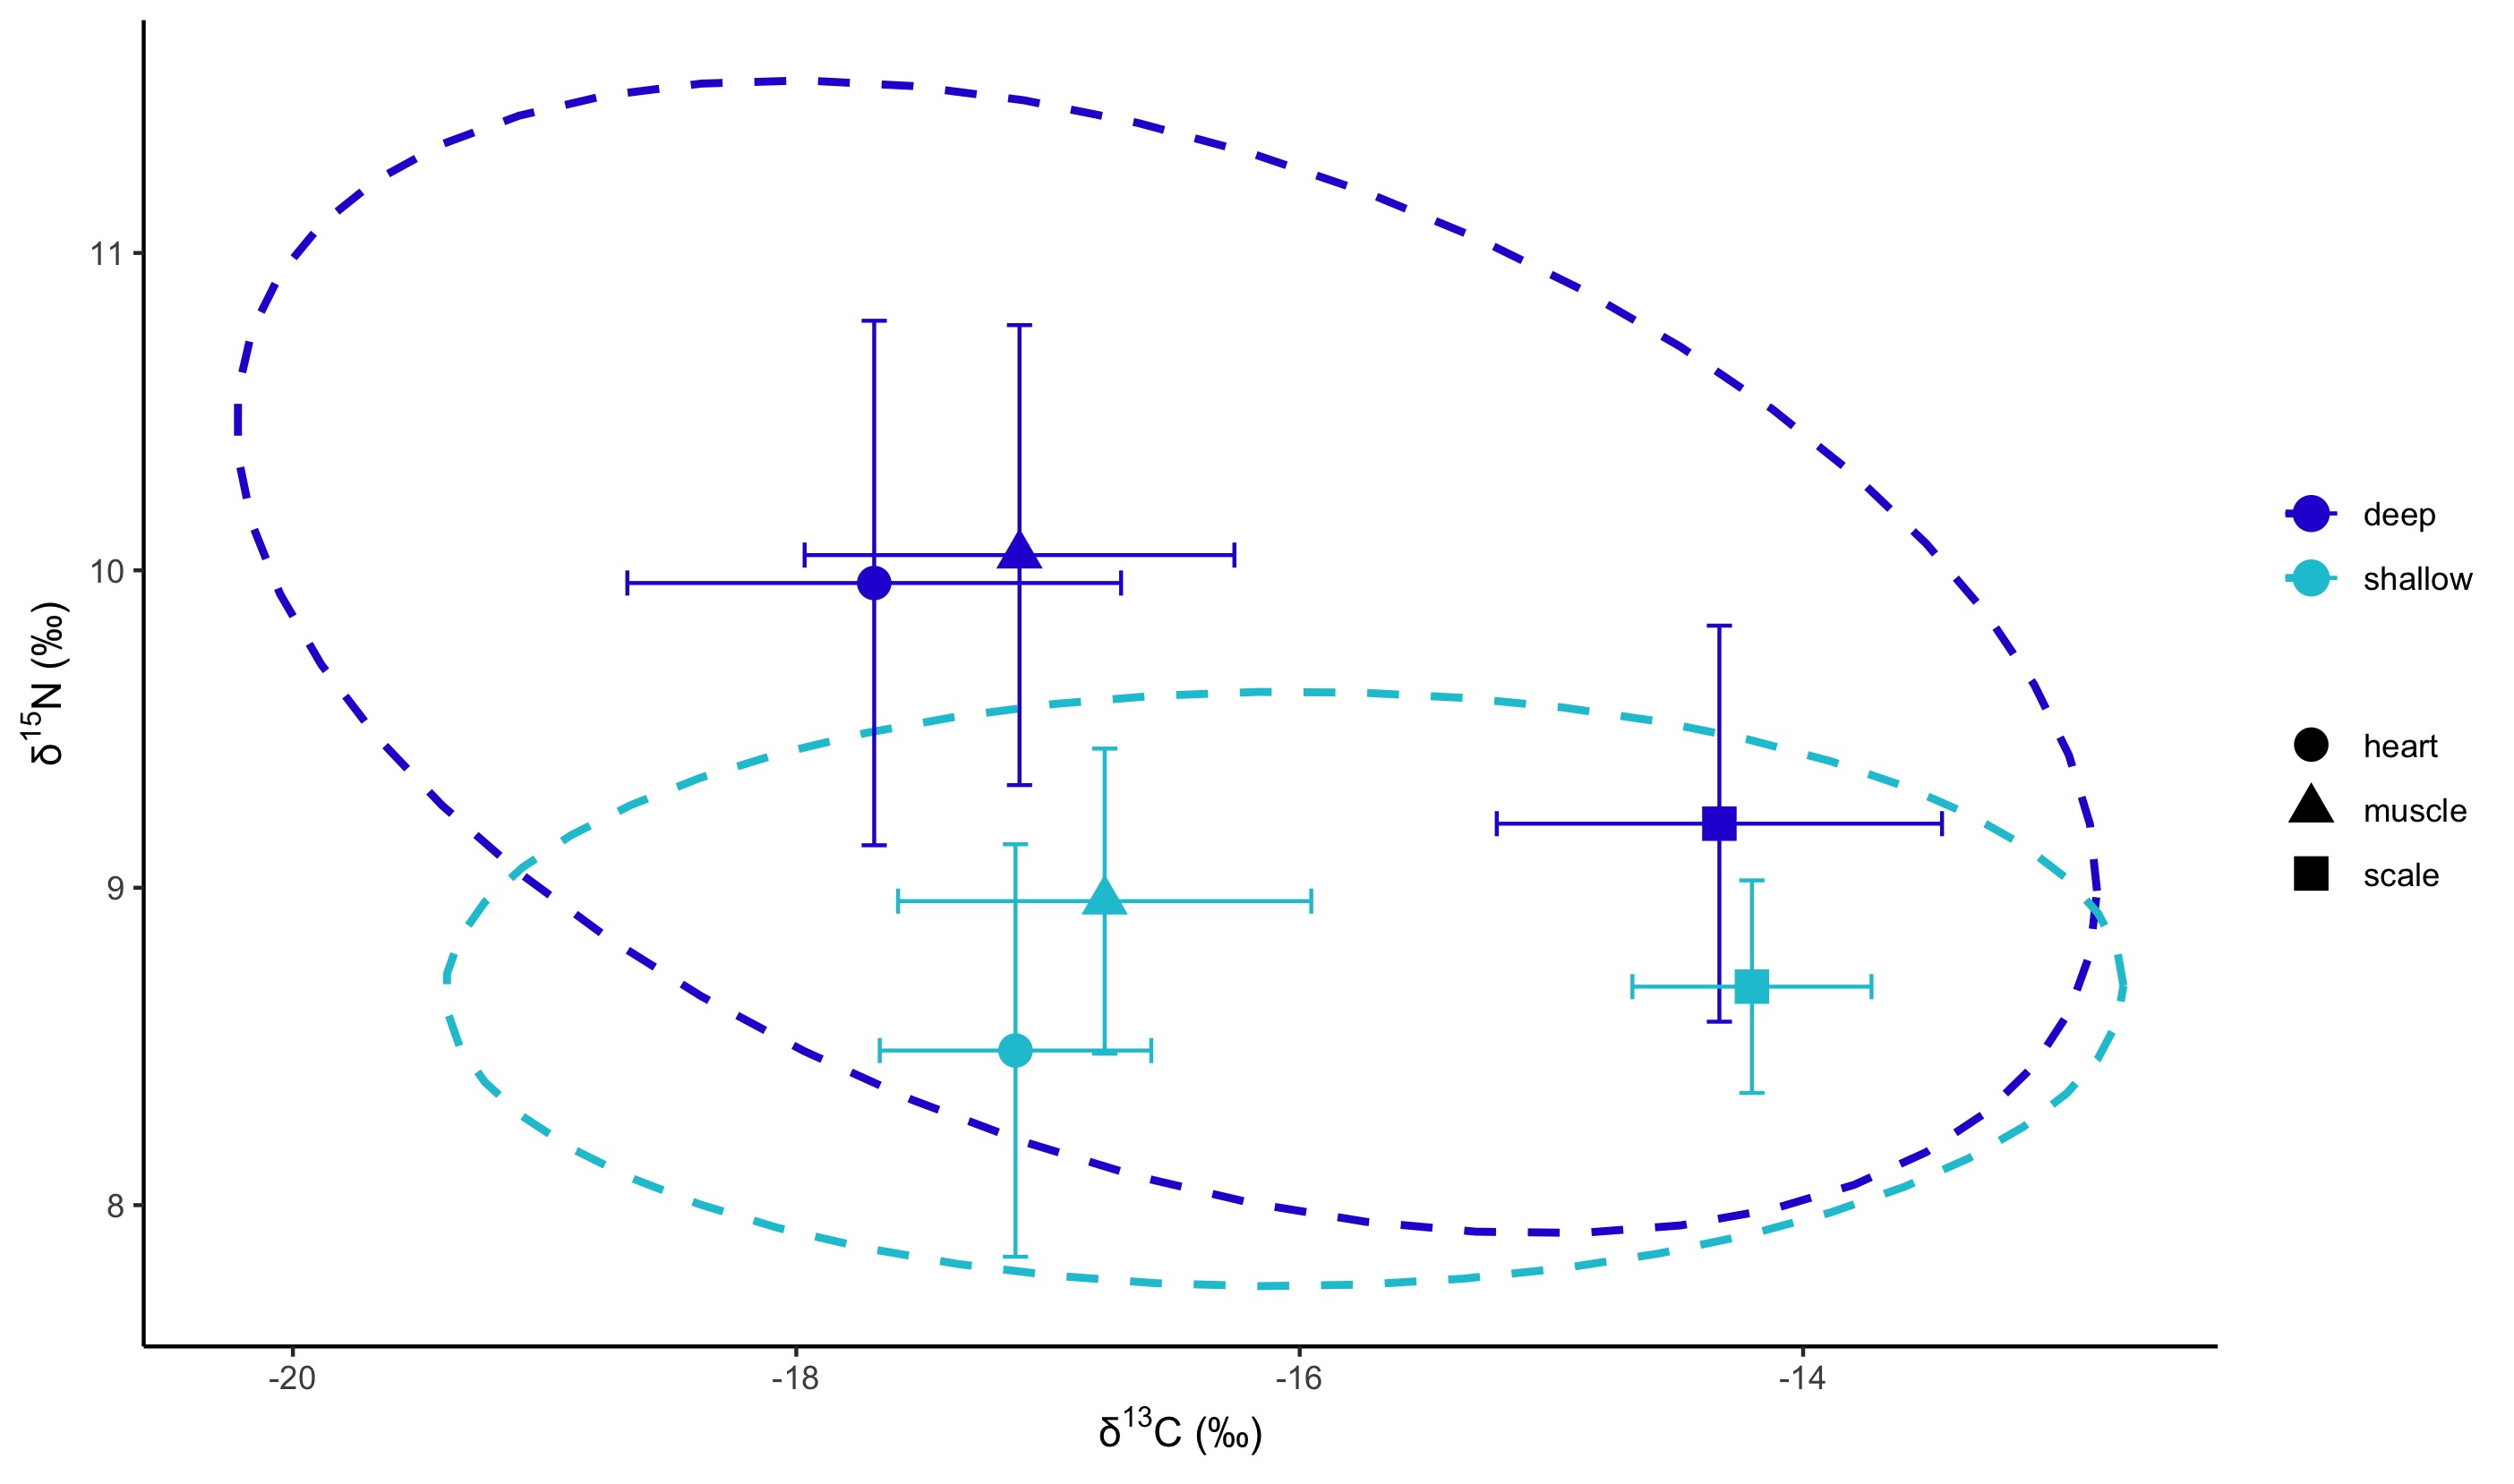 11
10
9
8
δ¹⁵N (‰)
-20 -18 -16 -14
δ¹³C (‰)
deep
shallow
heart
muscle
scale